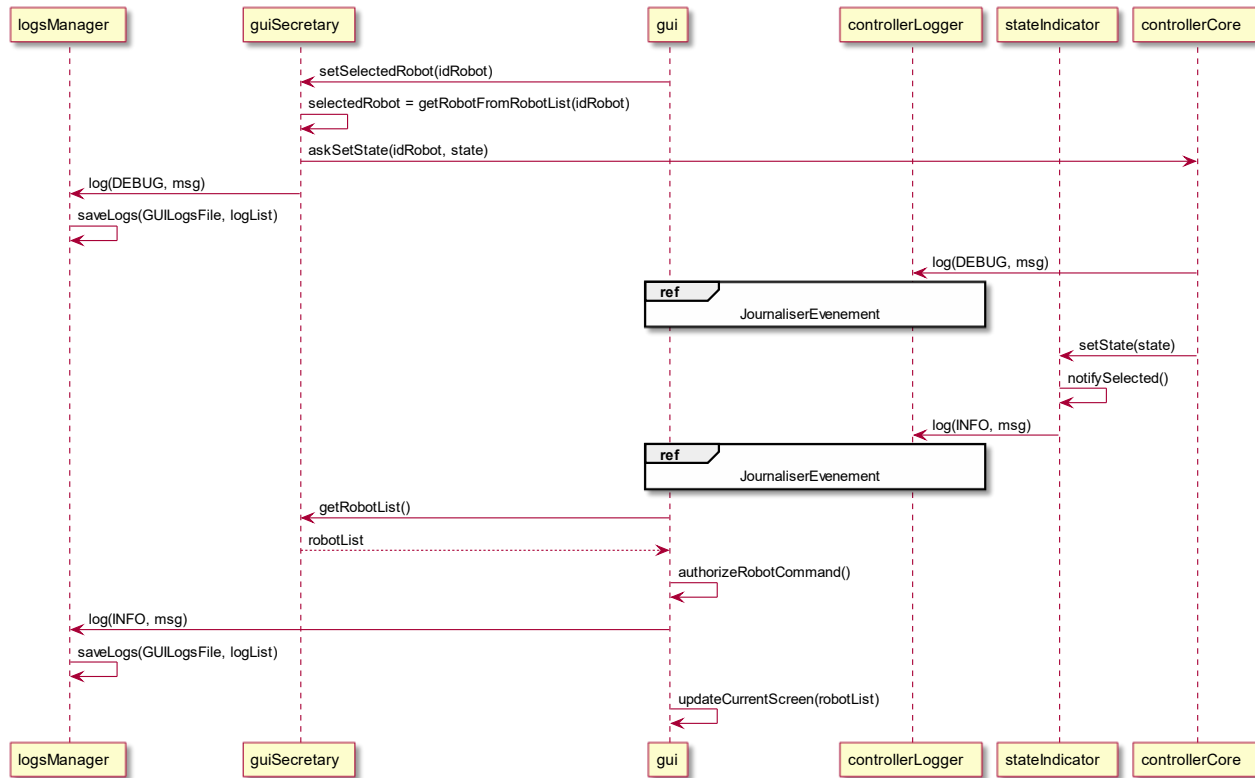 logsManager
guiSecretary
gui
controllerLogger
stateIndicator
controllerCore
setSelectedRobot(idRobot)
selectedRobot = getRobotFromRobotList(idRobot)
askSetState(idRobot, state)
log(DEBUG, msg)
saveLogs(GUILogsFile, logList)
log(DEBUG, msg)
ref
JournaliserEvenement
setState(state)
notifySelected()
log(INFO, msg)
ref
JournaliserEvenement
getRobotList()
robotList
authorizeRobotCommand()
log(INFO, msg)
saveLogs(GUILogsFile, logList)
updateCurrentScreen(robotList)
logsManager
guiSecretary
gui
controllerLogger
stateIndicator
controllerCore